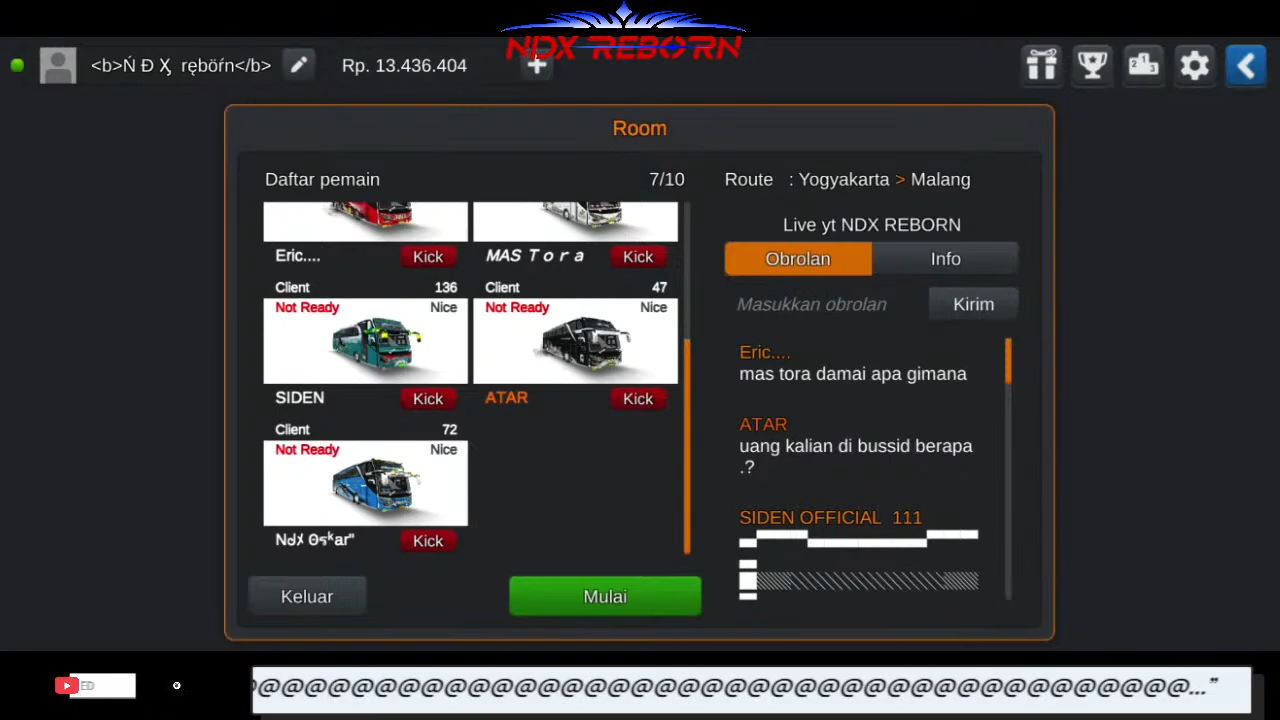 NDX REBORN
<b>Ń Đ Ӽ ręböŕn</b>
Rp. 13.436.404
Room
Daftar pemain 7/10
Route : Yogyakarta > Malang
Live yt NDX REBORN
Obrolan Info
Masukkan obrolan Kirim
Eric.... Kick
MAS Tora Kick
Client 136
Not Ready Nice
SIDEN Kick
Client 47
Not Ready Nice
ATAR Kick
Client 72
Not Ready Nice
Kick
Eric....
mas tora damai apa gimana
ATAR
uang kalian di bussid berapa
.?
SIDEN OFFICIAL 111
Keluar
Mulai